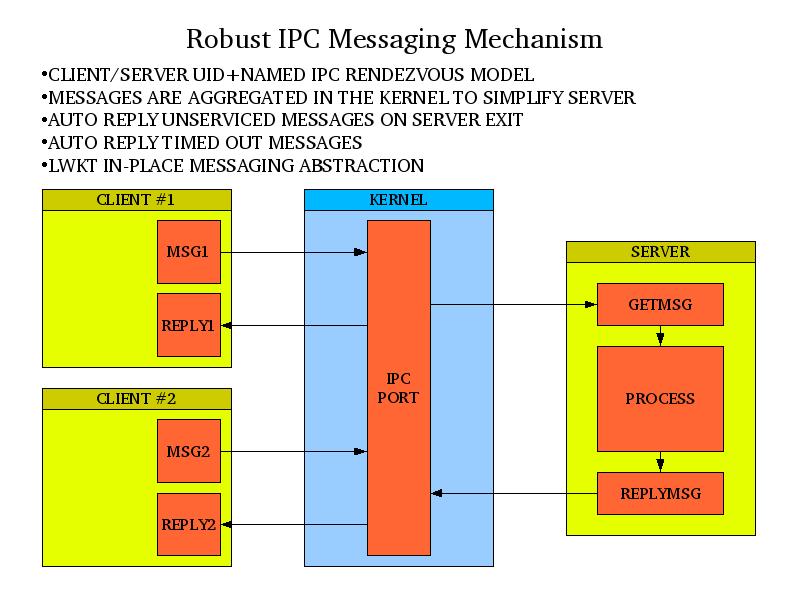 Robust IPC Messaging Mechanism
•CLIENT/SERVER UID+NAMED IPC RENDEZVOUS MODEL
•MESSAGES ARE AGGREGATED IN THE KERNEL TO SIMPLIFY SERVER
•AUTO REPLY UNSERVICED MESSAGES ON SERVER EXIT
•AUTO REPLY TIMED OUT MESSAGES
•LWKT IN-PLACE MESSAGING ABSTRACTION
CLIENT #1
MSG1
REPLY1
CLIENT #2
MSG2
REPLY2
KERNEL
IPC
PORT
SERVER
GETMSG
PROCESS
REPLYMSG